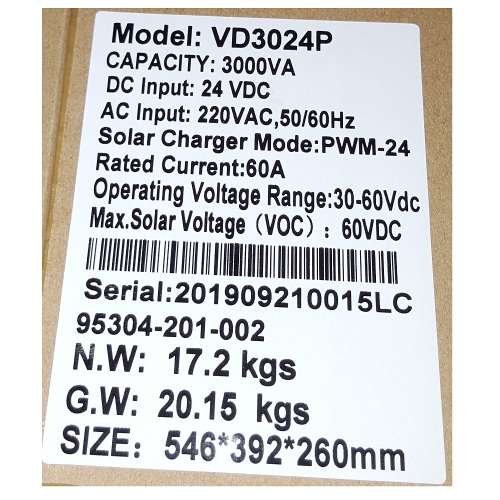 Model: VD3024P
CAPACITY: 3000VA
DC Input: 24 VDC
AC Input: 220VAC,50/60Hz
Solar Charger Mode:PWM-24
Rated Current:60A
Operating Voltage Range:30-60Vdc
Max.Solar Voltage（VOC）：60VDC
Serial:201909210015LC
95304-201-002
N.W: 17.2 kgs
G.W: 20.15 kgs
SIZE：546*392*260mm